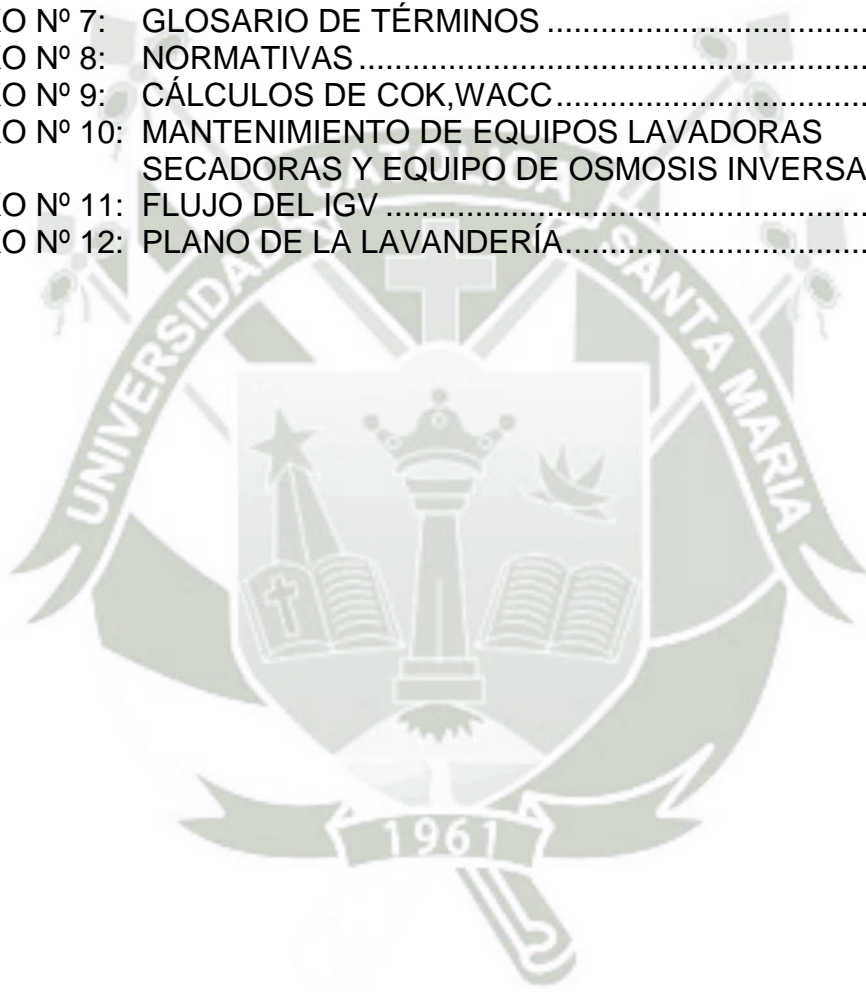 O Nº 7: GLOSARIO DE TÉRMINOS ....................................
O Nº 8: NORMATIVAS ............................................................
O Nº 9: CÁLCULOS DE COK,WACC....................................
O Nº 10: MANTENIMIENTO DE EQUIPOS LAVADORAS
SECADORAS Y EQUIPO DE OSMOSIS INVERSA
O Nº 11: FLUJO DEL IGV ........................................................
O Nº 12: PLANO DE LA LAVANDERÍA...................................
UNIVERSIDAD CATÓLICA SANTA MARIA
1961